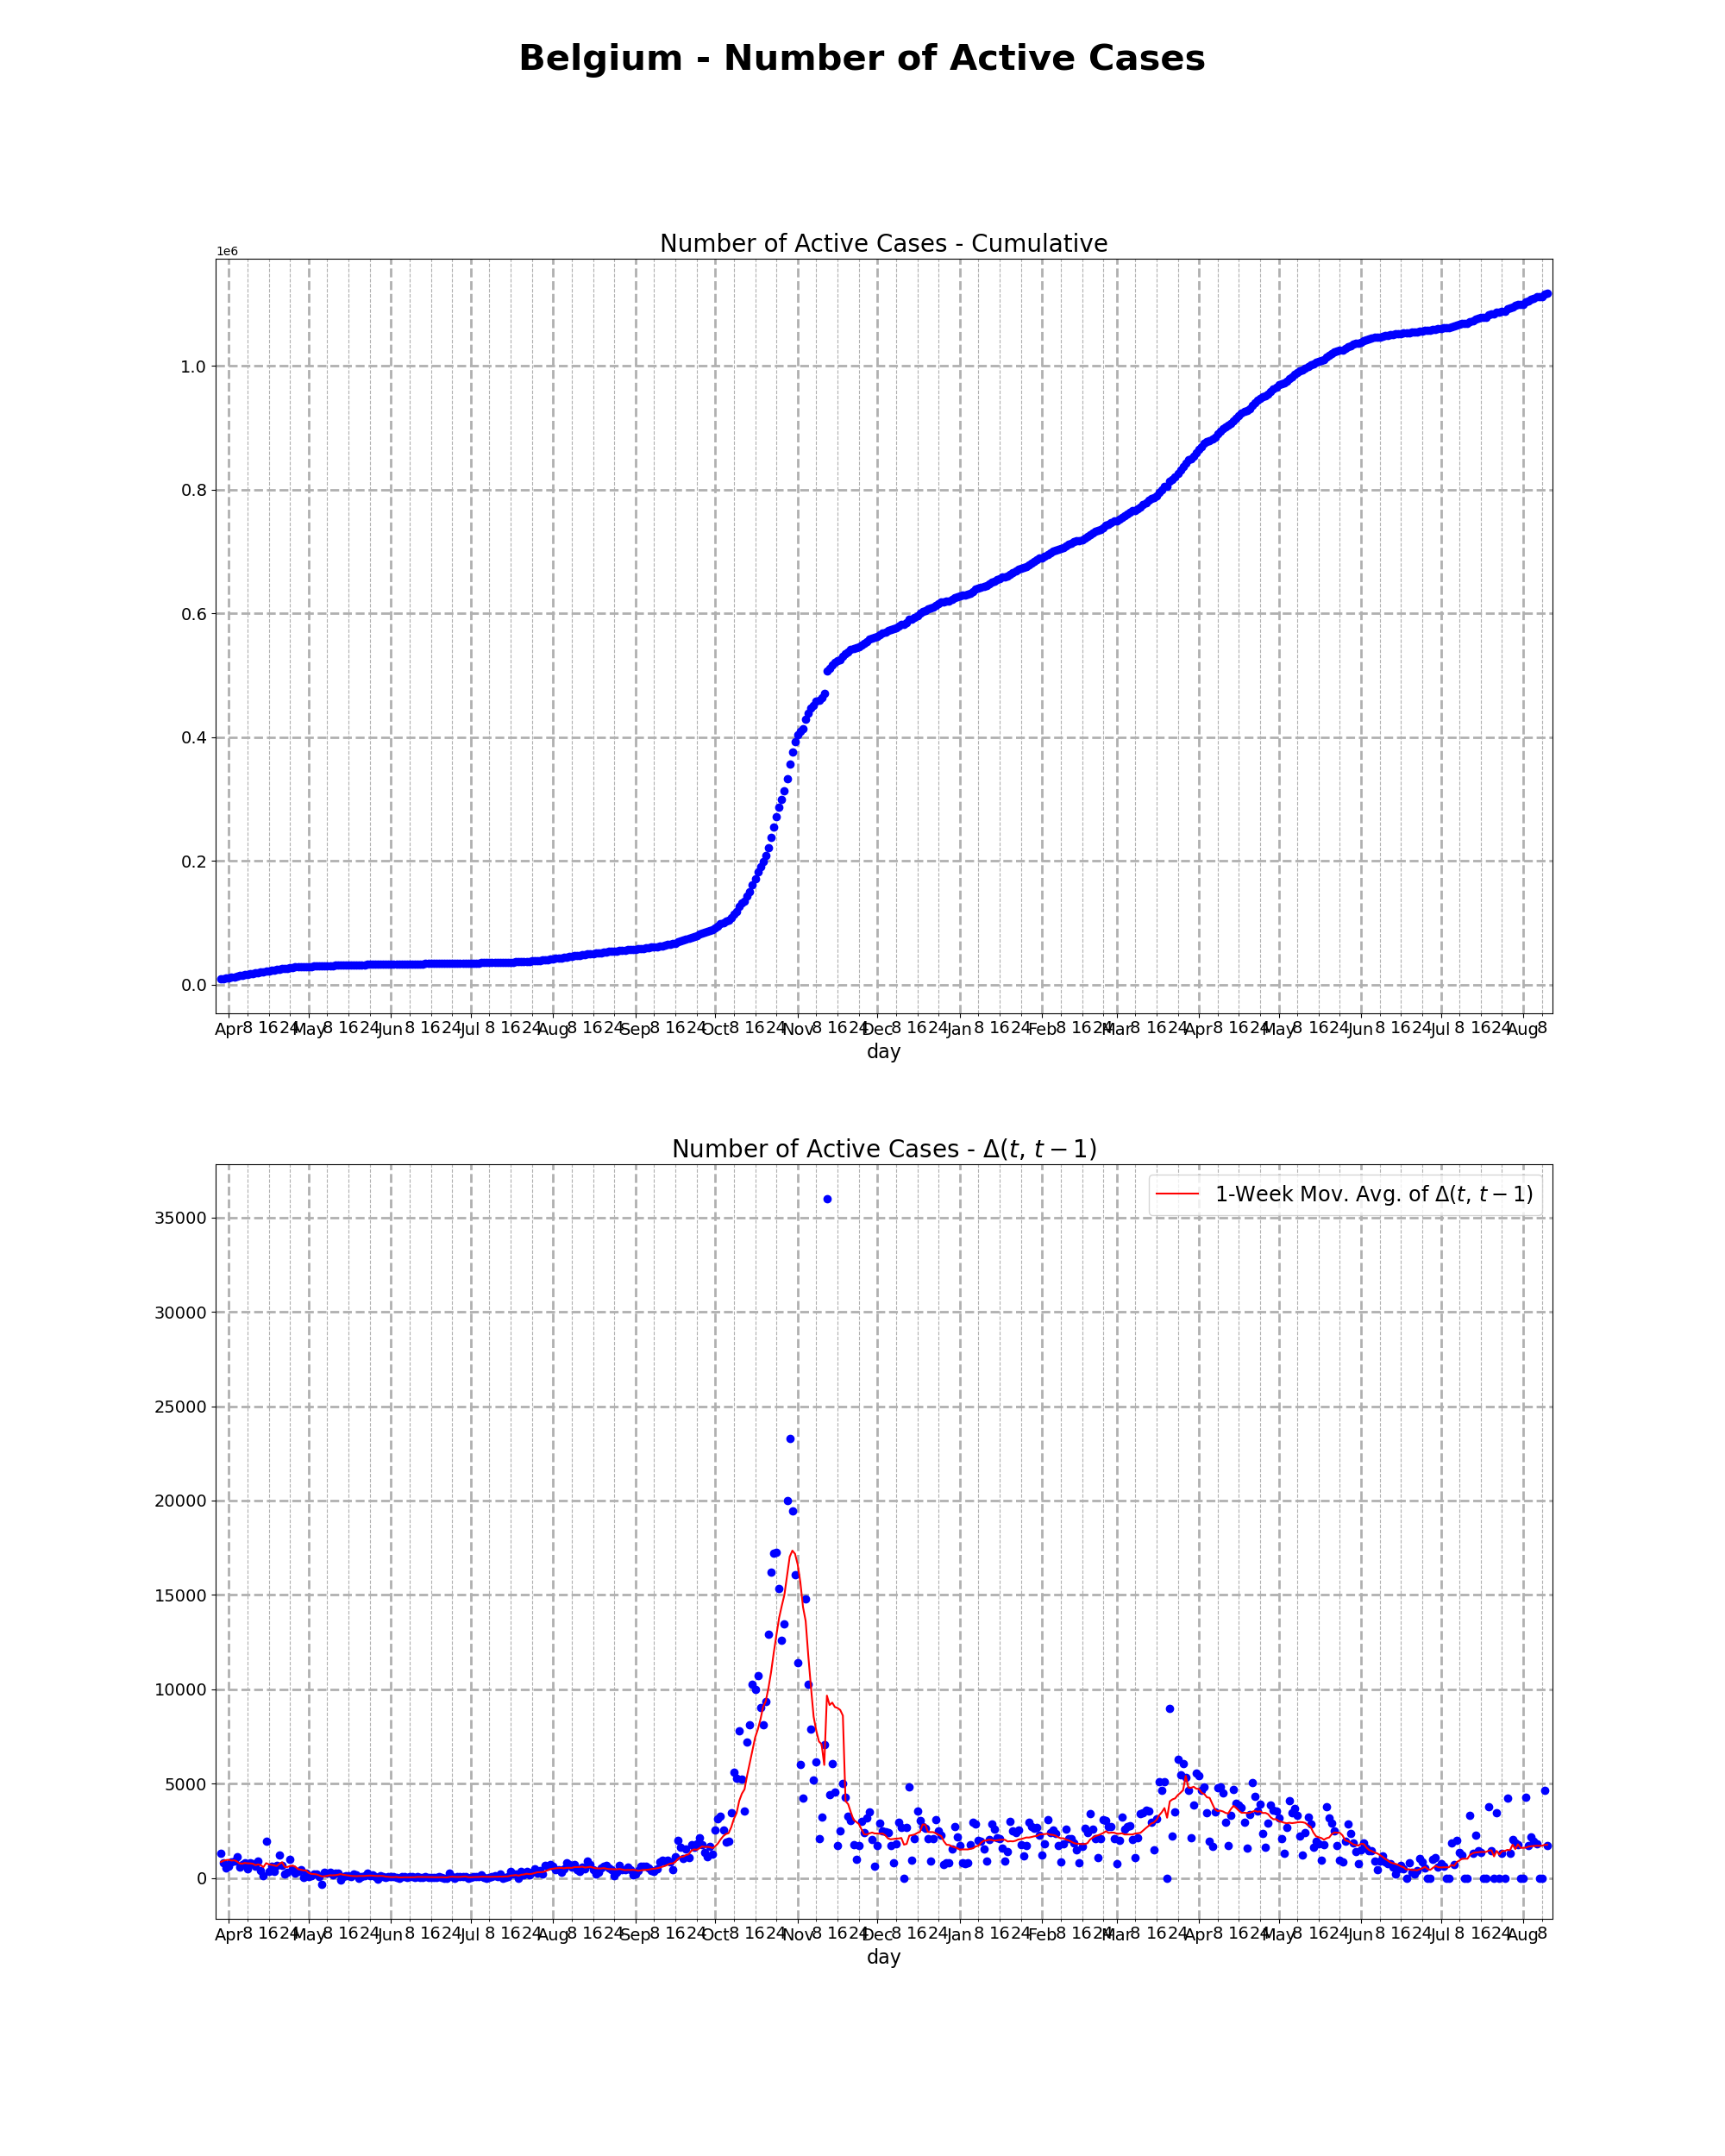 Belgium - Number of Active Cases
Number of Active Cases - Cumulative
1e6
1.0
0.8
0.6
0.4
0.2
0.0
Apr 8 16 24 May 8 16 24 Jun 8 16 24 Jul 8 16 24 Aug 8 16 24 Sep 8 16 24 Oct 8 16 24 Nov 8 16 24 Dec 8 16 24 Jan 8 16 24 Feb 8 16 24 Mar 8 16 24 Apr 8 16 24 May 8 16 24 Jun 8 16 24 Jul 8 16 24 Aug 8
day
Number of Active Cases - Δ(t, t − 1)
1-Week Mov. Avg. of Δ(t, t − 1)
35000
30000
25000
20000
15000
10000
5000
0
Apr 8 16 24 May 8 16 24 Jun 8 16 24 Jul 8 16 24 Aug 8 16 24 Sep 8 16 24 Oct 8 16 24 Nov 8 16 24 Dec 8 16 24 Jan 8 16 24 Feb 8 16 24 Mar 8 16 24 Apr 8 16 24 May 8 16 24 Jun 8 16 24 Jul 8 16 24 Aug 8
day